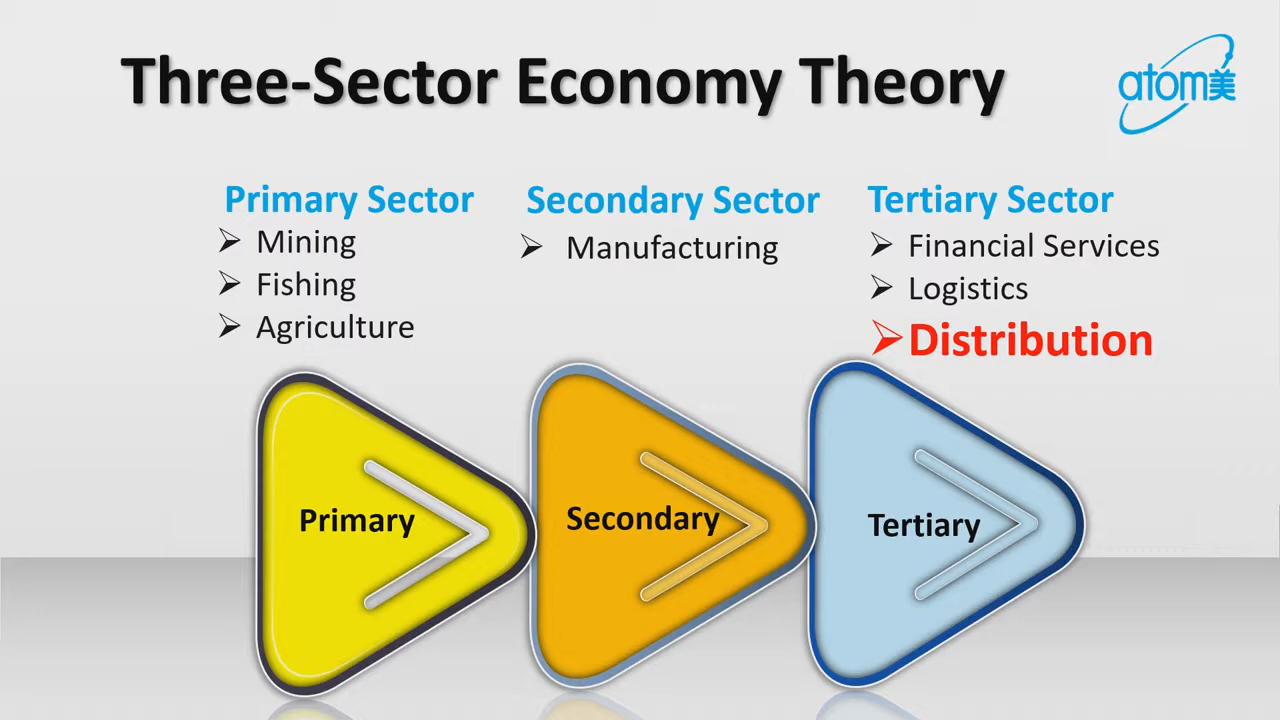 Three-Sector Economy Theory
atom美
Primary Sector
Mining
Fishing
Agriculture
Secondary Sector
Manufacturing
Tertiary Sector
Financial Services
Logistics
Distribution
Primary
Secondary
Tertiary